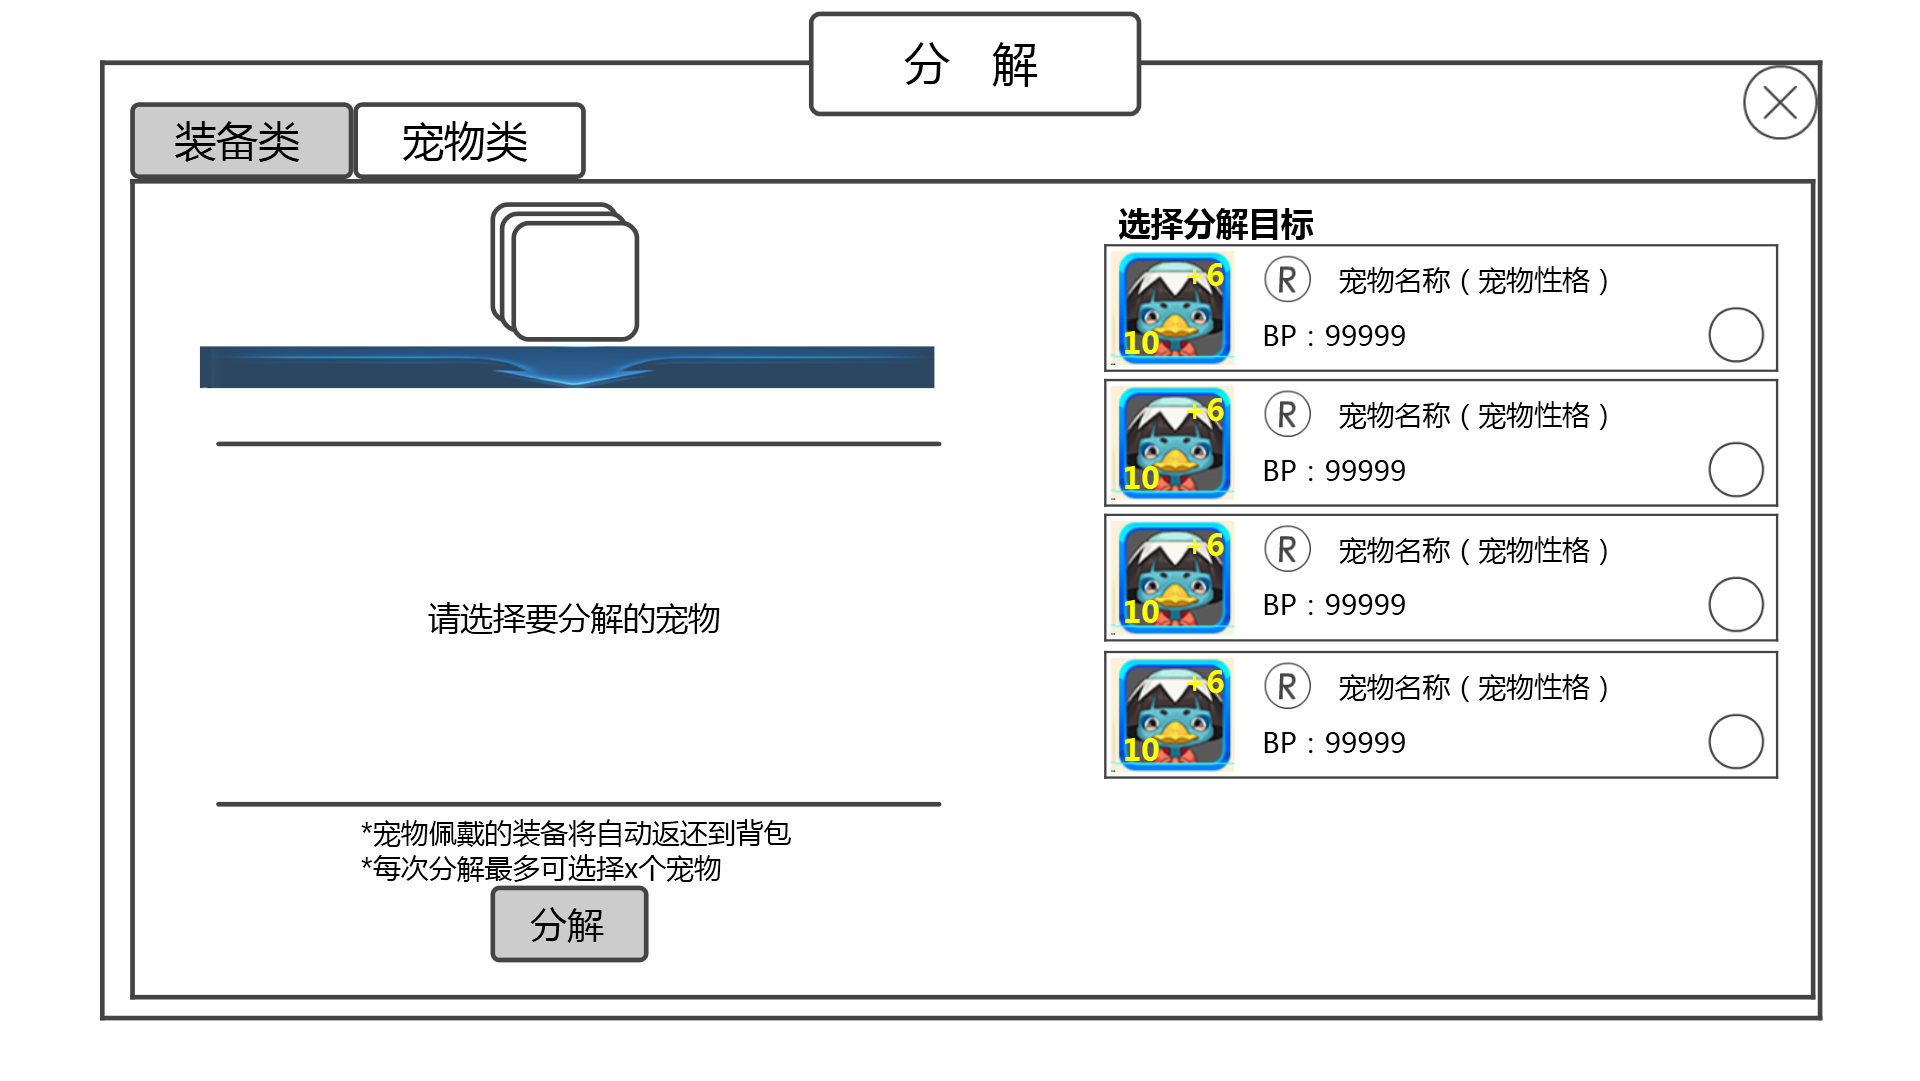 分 解
装备类
宠物类
选择分解目标
+6
10
R 宠物名称（宠物性格）
BP：99999
+6
10
R 宠物名称（宠物性格）
BP：99999
+6
10
R 宠物名称（宠物性格）
BP：99999
+6
10
R 宠物名称（宠物性格）
BP：99999
请选择要分解的宠物
*宠物佩戴的装备将自动返还到背包
*每次分解最多可选择x个宠物
分解